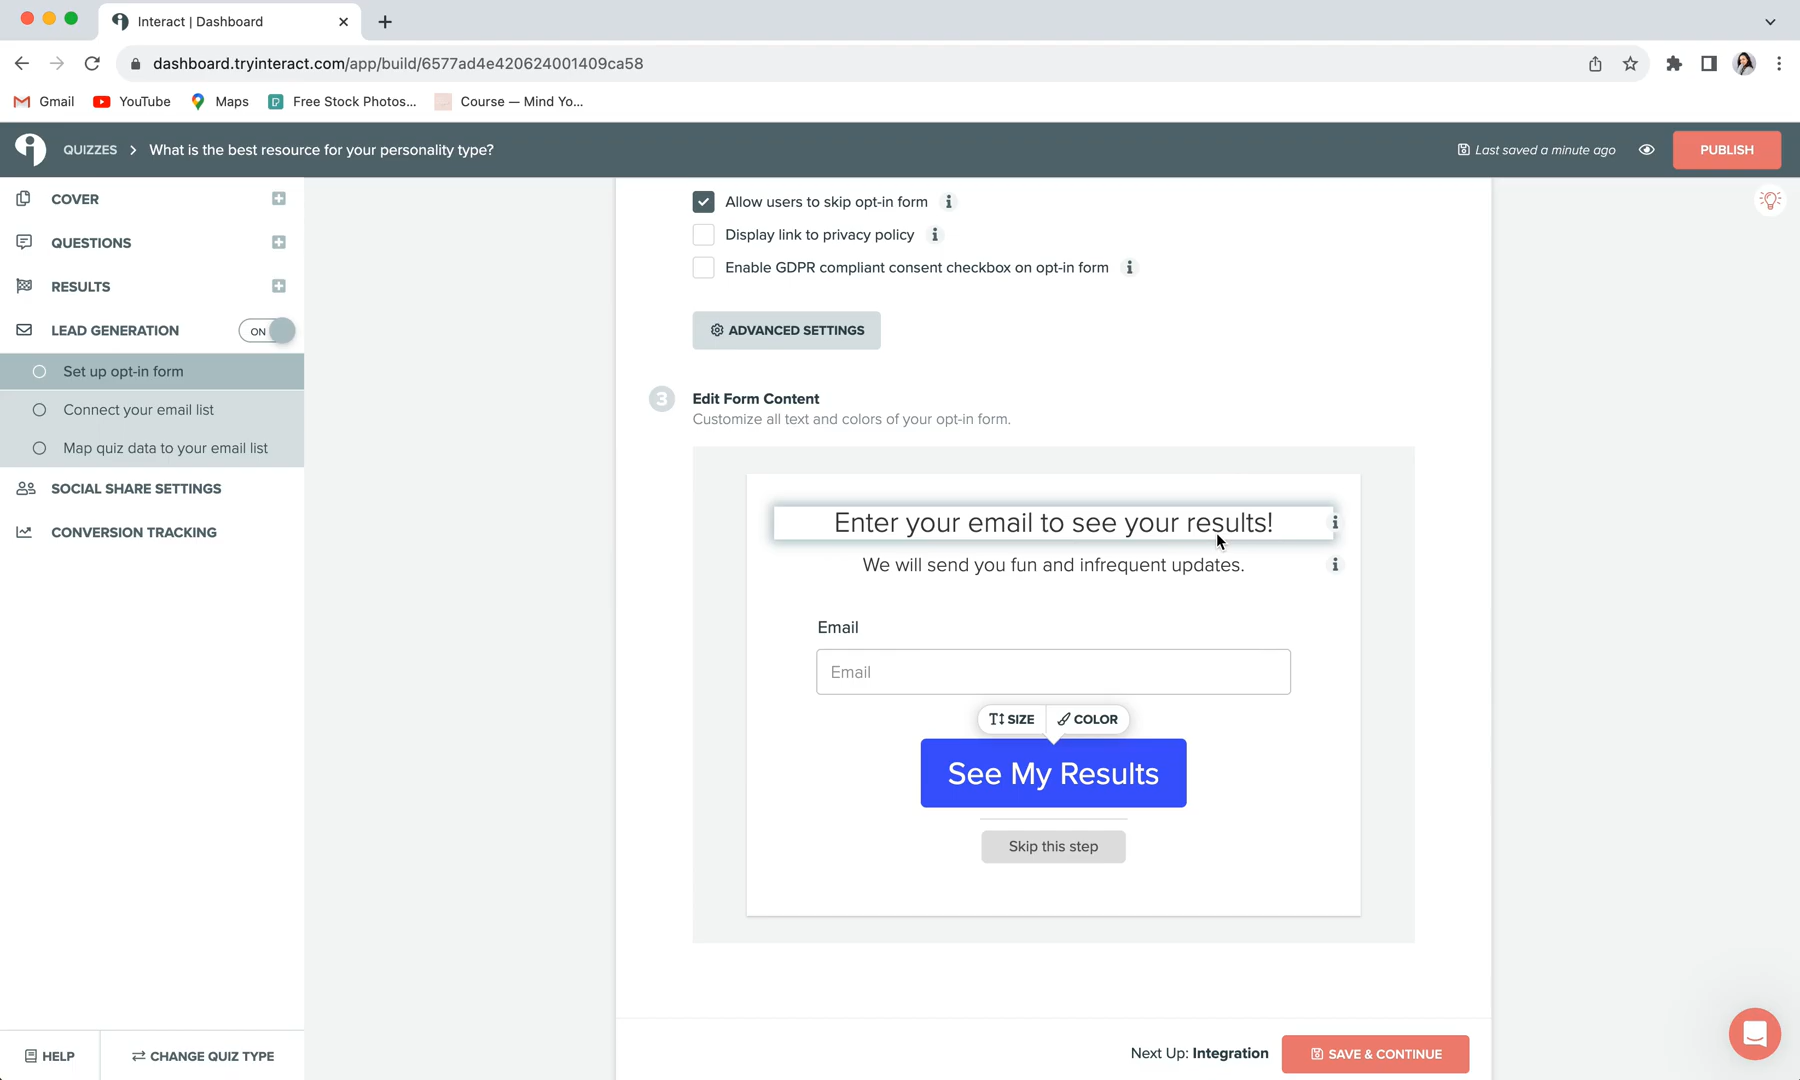 Interact | Dashboard
dashboard.tryinteract.com/app/build/6577ad4e420624001409ca58
Gmail YouTube Maps Free Stock Photos... Course — Mind Yo...
QUIZZES > What is the best resource for your personality type?
Last saved a minute ago
PUBLISH
COVER
QUESTIONS
RESULTS
LEAD GENERATION ON
Set up opt-in form
Connect your email list
Map quiz data to your email list
SOCIAL SHARE SETTINGS
CONVERSION TRACKING
HELP
CHANGE QUIZ TYPE
Allow users to skip opt-in form
Display link to privacy policy
Enable GDPR compliant consent checkbox on opt-in form
ADVANCED SETTINGS
3 Edit Form Content
Customize all text and colors of your opt-in form.
Enter your email to see your results!
We will send you fun and infrequent updates.
Email
Email
SIZE COLOR
See My Results
Skip this step
Next Up: Integration
SAVE & CONTINUE